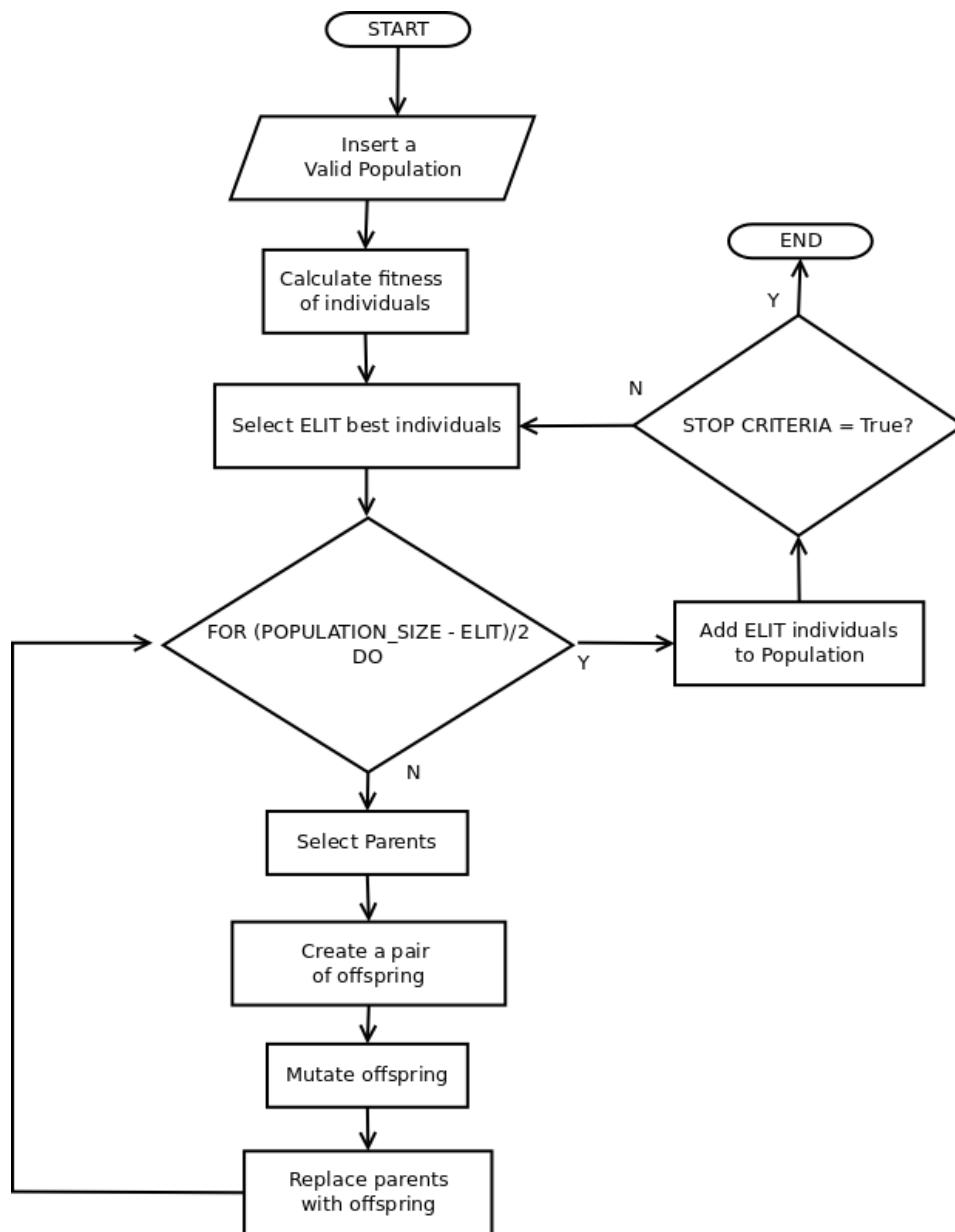 START
Insert a
Valid Population
Calculate fitness
of individuals
Select ELIT best individuals
FOR (POPULATION_SIZE - ELIT)/2
DO
Y
N
Select Parents
Create a pair
of offspring
Mutate offspring
Replace parents
with offspring
Add ELIT individuals
to Population
STOP CRITERIA = True?
N
Y
END